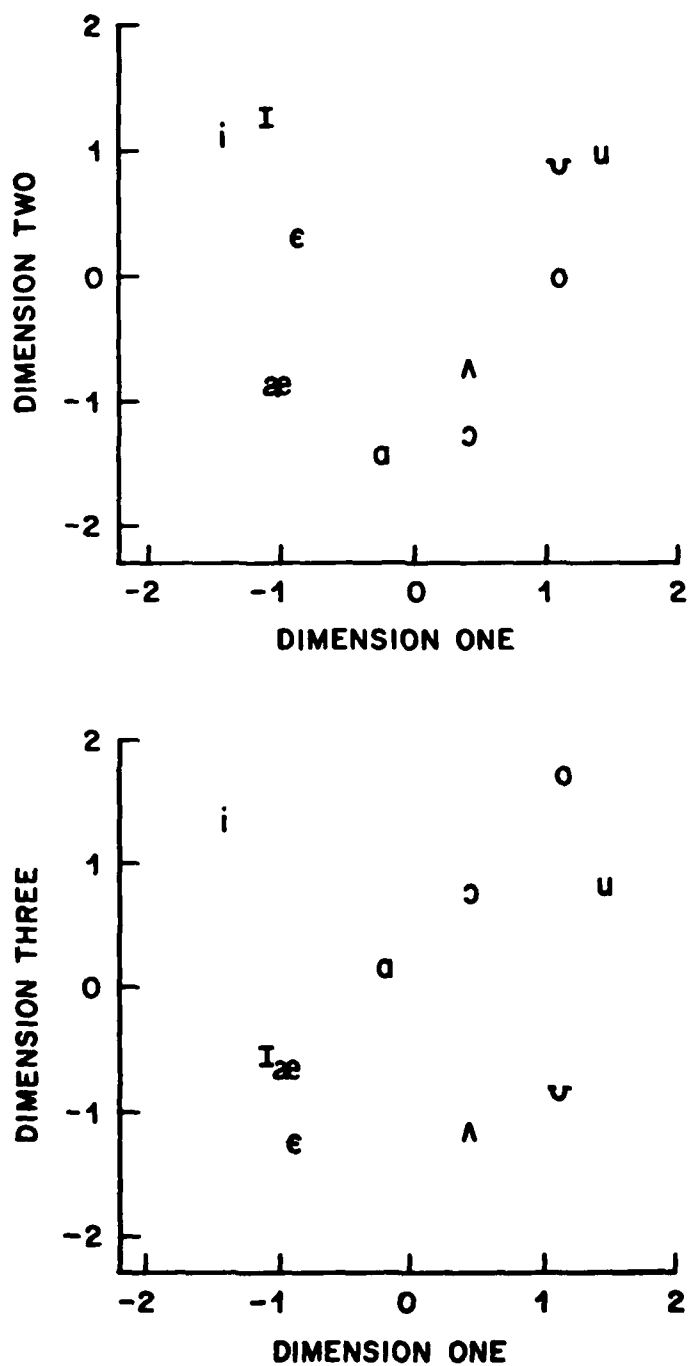 2
i I
ʊ u
1
ɛ
DIMENSION TWO
0
o
ʌ
æ
-1
ɔ
ɑ
-2
-2 -1 0 1 2
DIMENSION ONE
2
o
i
1
ɔ u
ɑ
DIMENSION THREE
0
I æ
ʊ
-1
ʌ
ɛ
-2
-2 -1 0 1 2
DIMENSION ONE